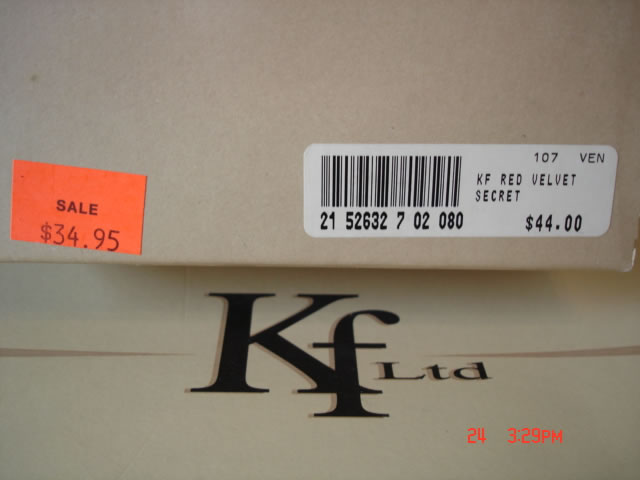 107 VEN
KF RED VELVET
SECRET
21 52632 7 02 080
$44.00
SALE
$34.95
Kf Ltd
24 3:29PM